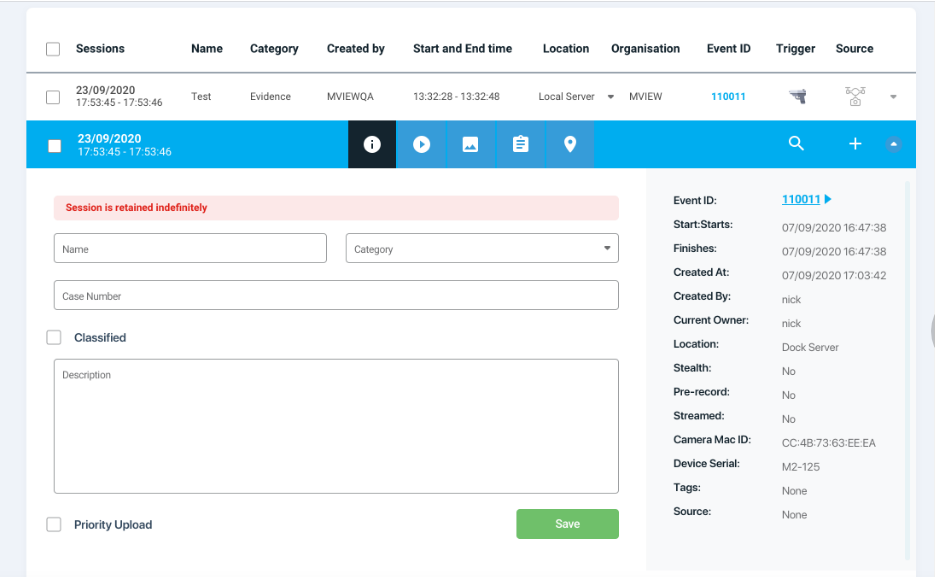 Sessions Name Category Created by Start and End time Location Organisation Event ID Trigger Source
23/09/2020
17:53:45 - 17:53:46 Test Evidence MVIEWQA 13:32:28 - 13:32:48 Local Server MVIEW 110011
23/09/2020
17:53:45 - 17:53:46
Session is retained indefinitely
Name Category
Case Number
Classified
Description
Priority Upload Save
Event ID: 110011
Start:Starts: 07/09/2020 16:47:38
Finishes: 07/09/2020 16:47:38
Created At: 07/09/2020 17:03:42
Created By: nick
Current Owner: nick
Location: Dock Server
Stealth: No
Pre-record: No
Streamed: No
Camera Mac ID: CC:4B:73:63:EE:EA
Device Serial: M2-125
Tags: None
Source: None